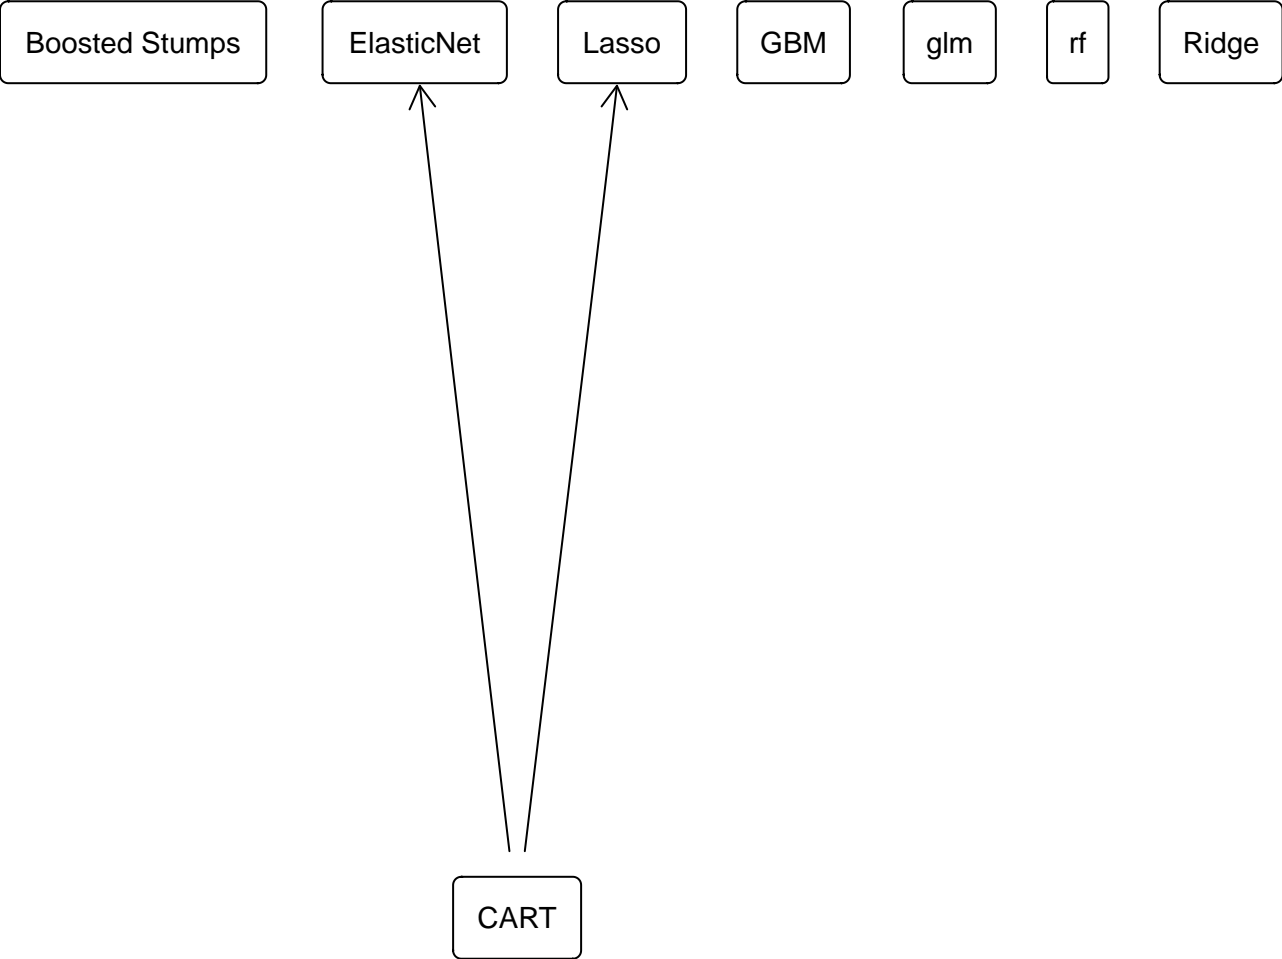 Boosted Stumps
ElasticNet
Lasso
GBM
glm
rf
Ridge
CART